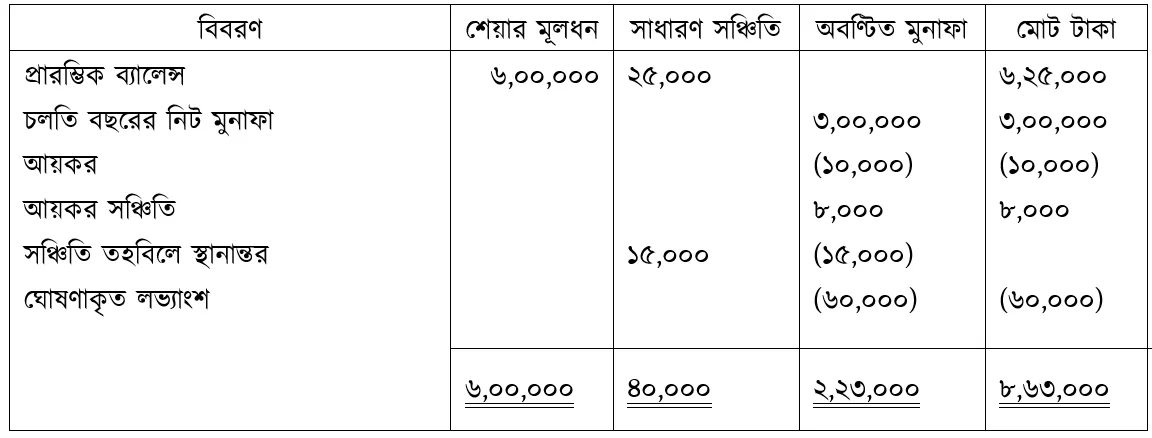 বিবরণ শেয়ার মূলধন সাধারণ সঞ্চিতি অবণ্টিত মুনাফা মোট টাকা
প্রারম্ভিক ব্যালেন্স ৬,০০,০০০ ২৫,০০০ ৬,২৫,০০০
চলতি বছরের নিট মুনাফা ৩,০০,০০০ ৩,০০,০০০
আয়কর (১০,০০০) (১০,০০০)
আয়কর সঞ্চিতি ৮,০০০ ৮,০০০
সঞ্চিতি তহবিলে স্থানান্তর ১৫,০০০ (১৫,০০০)
ঘোষণাকৃত লভ্যাংশ (৬০,০০০) (৬০,০০০)
৬,০০,০০০ ৪০,০০০ ২,২৩,০০০ ৮,৬৩,০০০